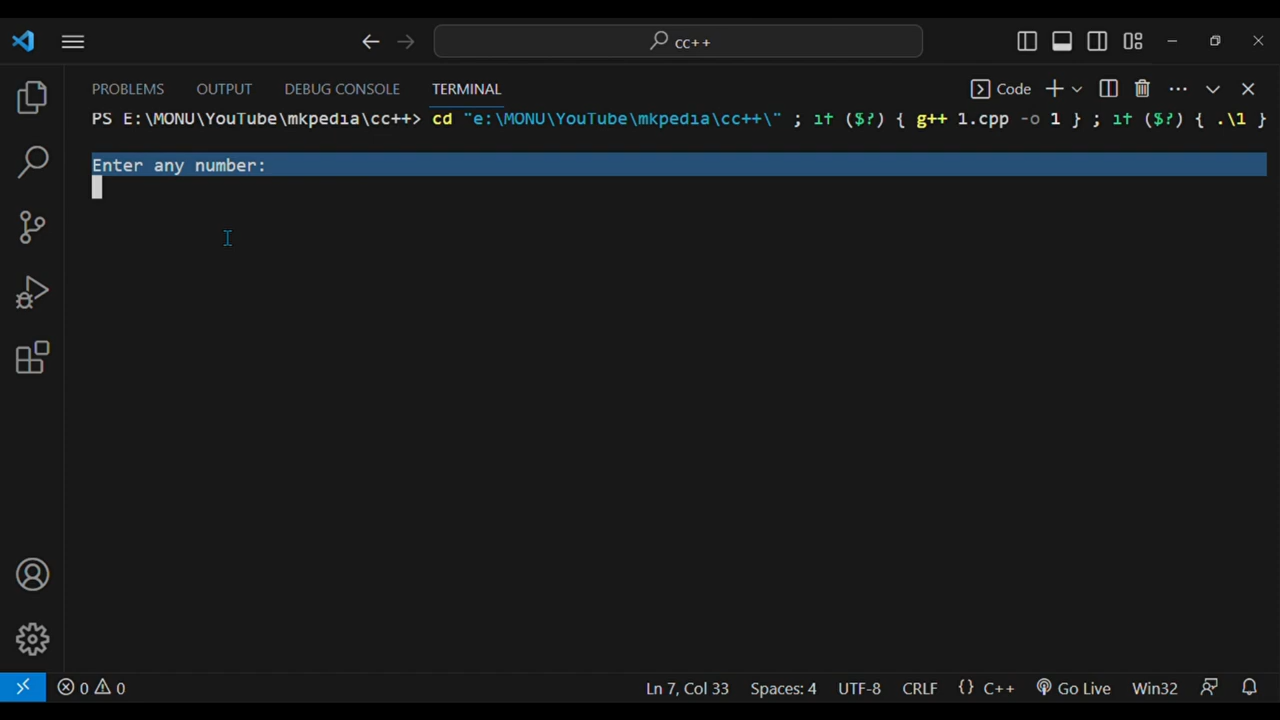 cc++
PROBLEMS OUTPUT DEBUG CONSOLE TERMINAL Code
PS E:\MONU\YouTube\mkpedia\cc++> cd "e:\MONU\YouTube\mkpedia\cc++\" ; if ($?) { g++ 1.cpp -o 1 } ; if ($?) { .\1 }
Enter any number:
0 0 Ln 7, Col 33 Spaces: 4 UTF-8 CRLF {} C++ Go Live Win32